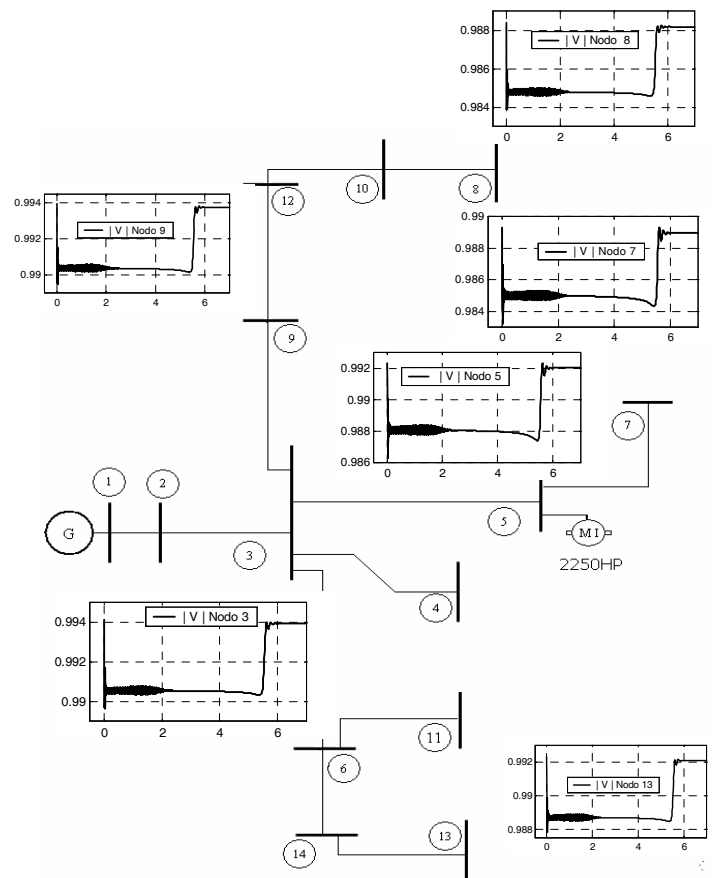 0.988
0.986
0.984
| V | Nodo 8
0 2 4 6
10
8
12
0.994
0.992
0.99
| V | Nodo 9
0 2 4 6
0.99
0.988
0.986
0.984
| V | Nodo 7
0 2 4 6
9
0.992
0.99
0.988
0.986
| V | Nodo 5
0 2 4 6
7
1
2
G
3
5
M I
2250HP
4
0.994
0.992
0.99
| V | Nodo 3
0 2 4 6
11
6
0.992
0.99
0.988
| V | Nodo 13
0 2 4 6
13
14